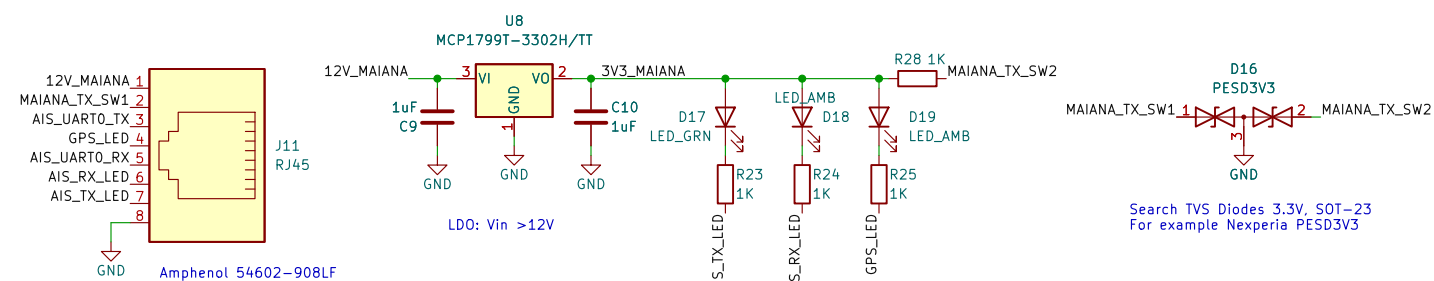 12V_MAIANA 1
MAIANA_TX_SW1 2
AIS_UART0_TX 3
GPS_LED 4
AIS_UART0_RX 5
AIS_RX_LED 6
AIS_TX_LED 7
8
GND
J11
RJ45
Amphenol 54602-908LF
U8
MCP1799T-3302H/TT
12V_MAIANA
3 VI
VO 2
GND
1
1uF
C9
GND
GND
C10
1uF
GND
LDO: Vin >12V
3V3_MAIANA
R28 1K
MAIANA_TX_SW2
D17
LED_GRN
LED_AMB
D18
D19
LED_AMB
R23
1K
R24
1K
R25
1K
S_TX_LED
S_RX_LED
GPS_LED
D16
PESD3V3
MAIANA_TX_SW1 1
2 MAIANA_TX_SW2
3
GND
Search TVS Diodes 3.3V, SOT-23
For example Nexperia PESD3V3